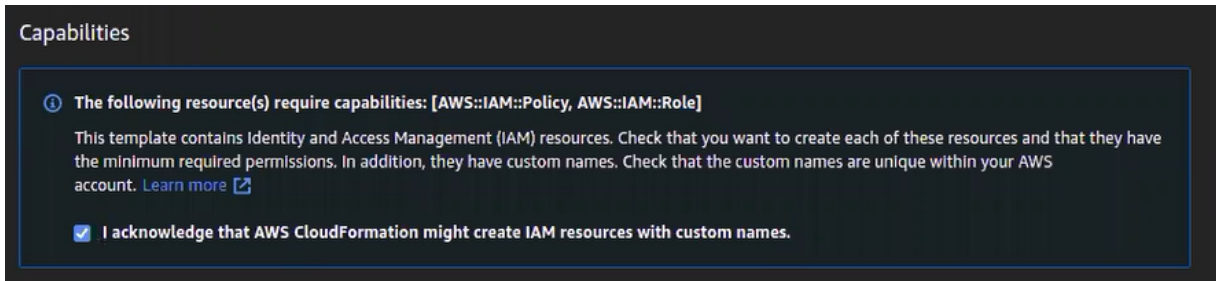 Capabilities
The following resource(s) require capabilities: [AWS::IAM::Policy, AWS::IAM::Role]
This template contains Identity and Access Management (IAM) resources. Check that you want to create each of these resources and that they have
the minimum required permissions. In addition, they have custom names. Check that the custom names are unique within your AWS
account. Learn more
I acknowledge that AWS CloudFormation might create IAM resources with custom names.